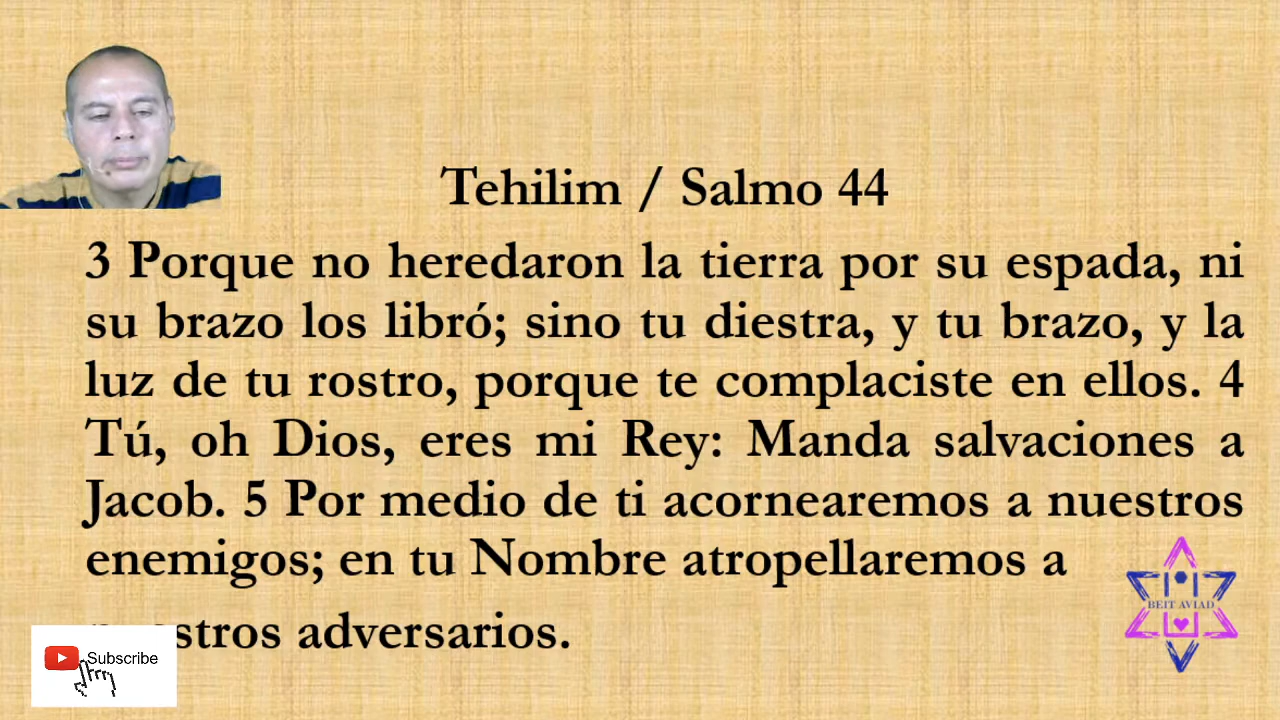 Tehilim / Salmo 44
3 Porque no heredaron la tierra por su espada, ni
su brazo los libró; sino tu diestra, y tu brazo, y la
luz de tu rostro, porque te complaciste en ellos. 4
Tú, oh Dios, eres mi Rey: Manda salvaciones a
Jacob. 5 Por medio de ti acornearemos a nuestros
enemigos; en tu Nombre atropellaremos a
BEIT AVIAD
adversarios.
Subscribe